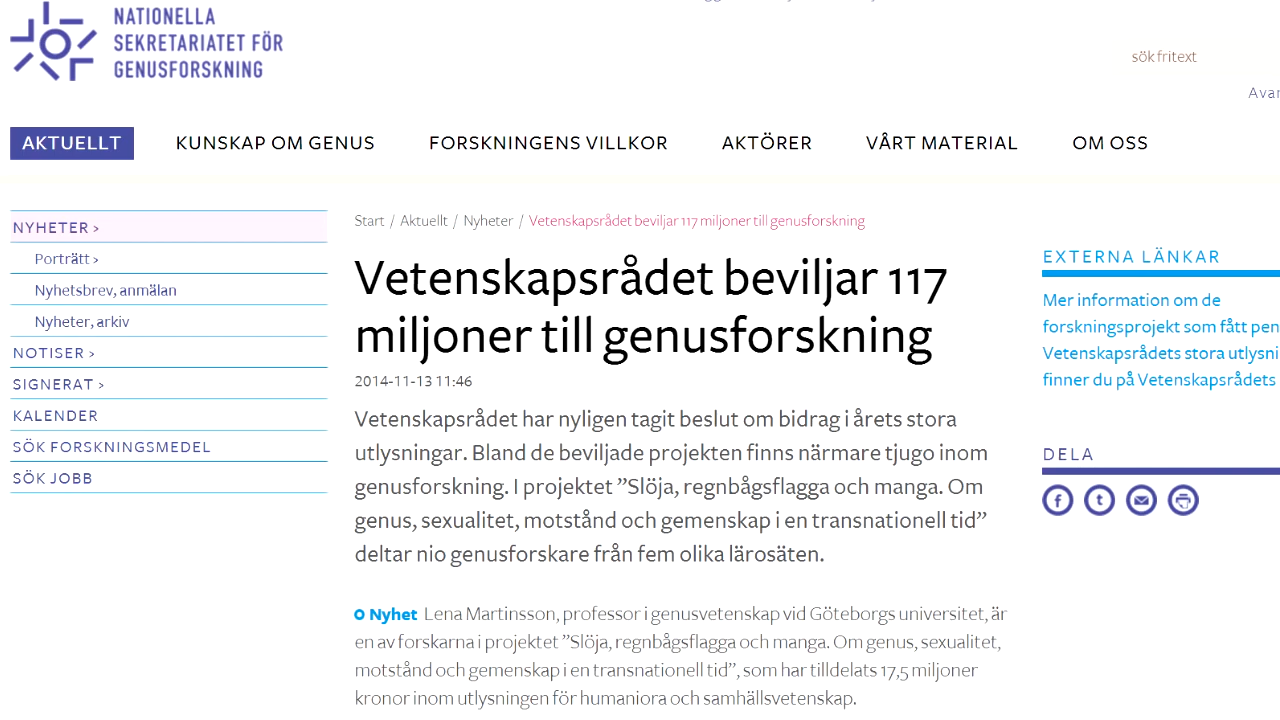 NATIONELLA
SEKRETARIATET FÖR
GENUSFORSKNING
sök fritext
AKTUELLT KUNSKAP OM GENUS FORSKNINGENS VILLKOR AKTÖRER VÅRT MATERIAL OM OSS
NYHETER >
Porträtt >
Nyhetsbrev, anmälan
Nyheter, arkiv
NOTISER >
SIGNERAT >
KALENDER
SÖK FORSKNINGSMEDEL
SÖK JOBB
Start / Aktuellt / Nyheter / Vetenskapsrådet beviljar 117 miljoner till genusforskning
Vetenskapsrådet beviljar 117
miljoner till genusforskning
2014-11-13 11:46
Vetenskapsrådet har nyligen tagit beslut om bidrag i årets stora
utlysningar. Bland de beviljade projekten finns närmare tjugo inom
genusforskning. I projektet ”Slöja, regnbågsflagga och manga. Om
genus, sexualitet, motstånd och gemenskap i en transnationell tid”
deltar nio genusforskare från fem olika lärosäten.
Nyhet Lena Martinsson, professor i genusvetenskap vid Göteborgs universitet, är
en av forskarna i projektet ”Slöja, regnbågsflagga och manga. Om genus, sexualitet,
motstånd och gemenskap i en transnationell tid”, som har tilldelats 17,5 miljoner
kronor inom utlysningen för humaniora och samhällsvetenskap.
EXTERNA LÄNKAR
Mer information om de
forskningsprojekt som fått
Vetenskapsrådets stora
finner du på Vetenskapsrådets
DELA